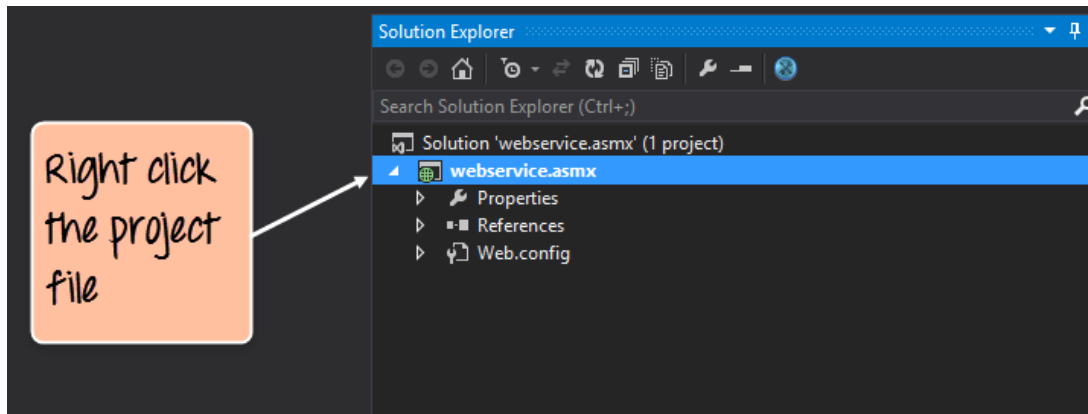 Solution Explorer
Search Solution Explorer (Ctrl+;)
Solution 'webservice.asmx' (1 project)
webservice.asmx
Properties
References
Web.config
Right click
the project
file